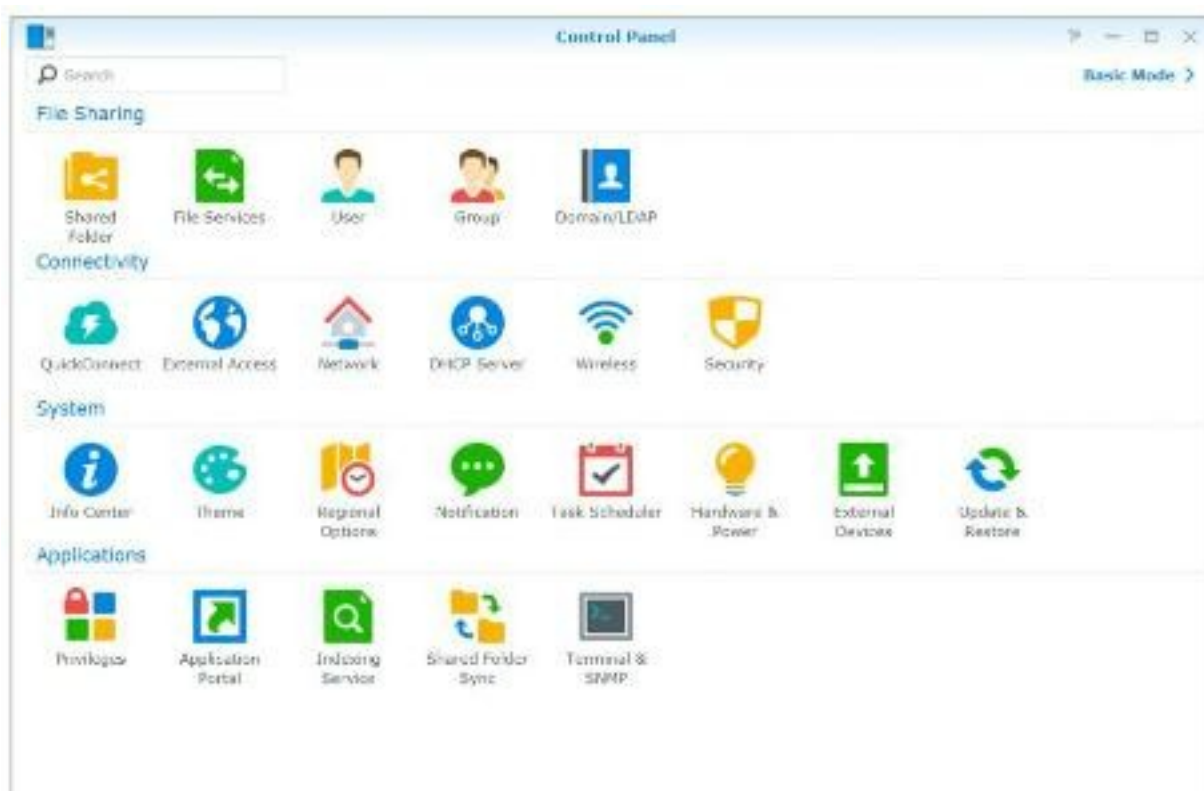 Control Panel
Search
Basic Mode
File Sharing
Shared File Services User Group Domain/LDAP
Folder
Connectivity
QuickConnect External Access Network DHCP Server Wireless Security
System
Info Center Theme Regional Notification Task Scheduler Hardware & External Update &
Options Power Devices Restore
Applications
Privileges Application Indexing Shared Folder Terminal &
Portal Service Sync SNMP